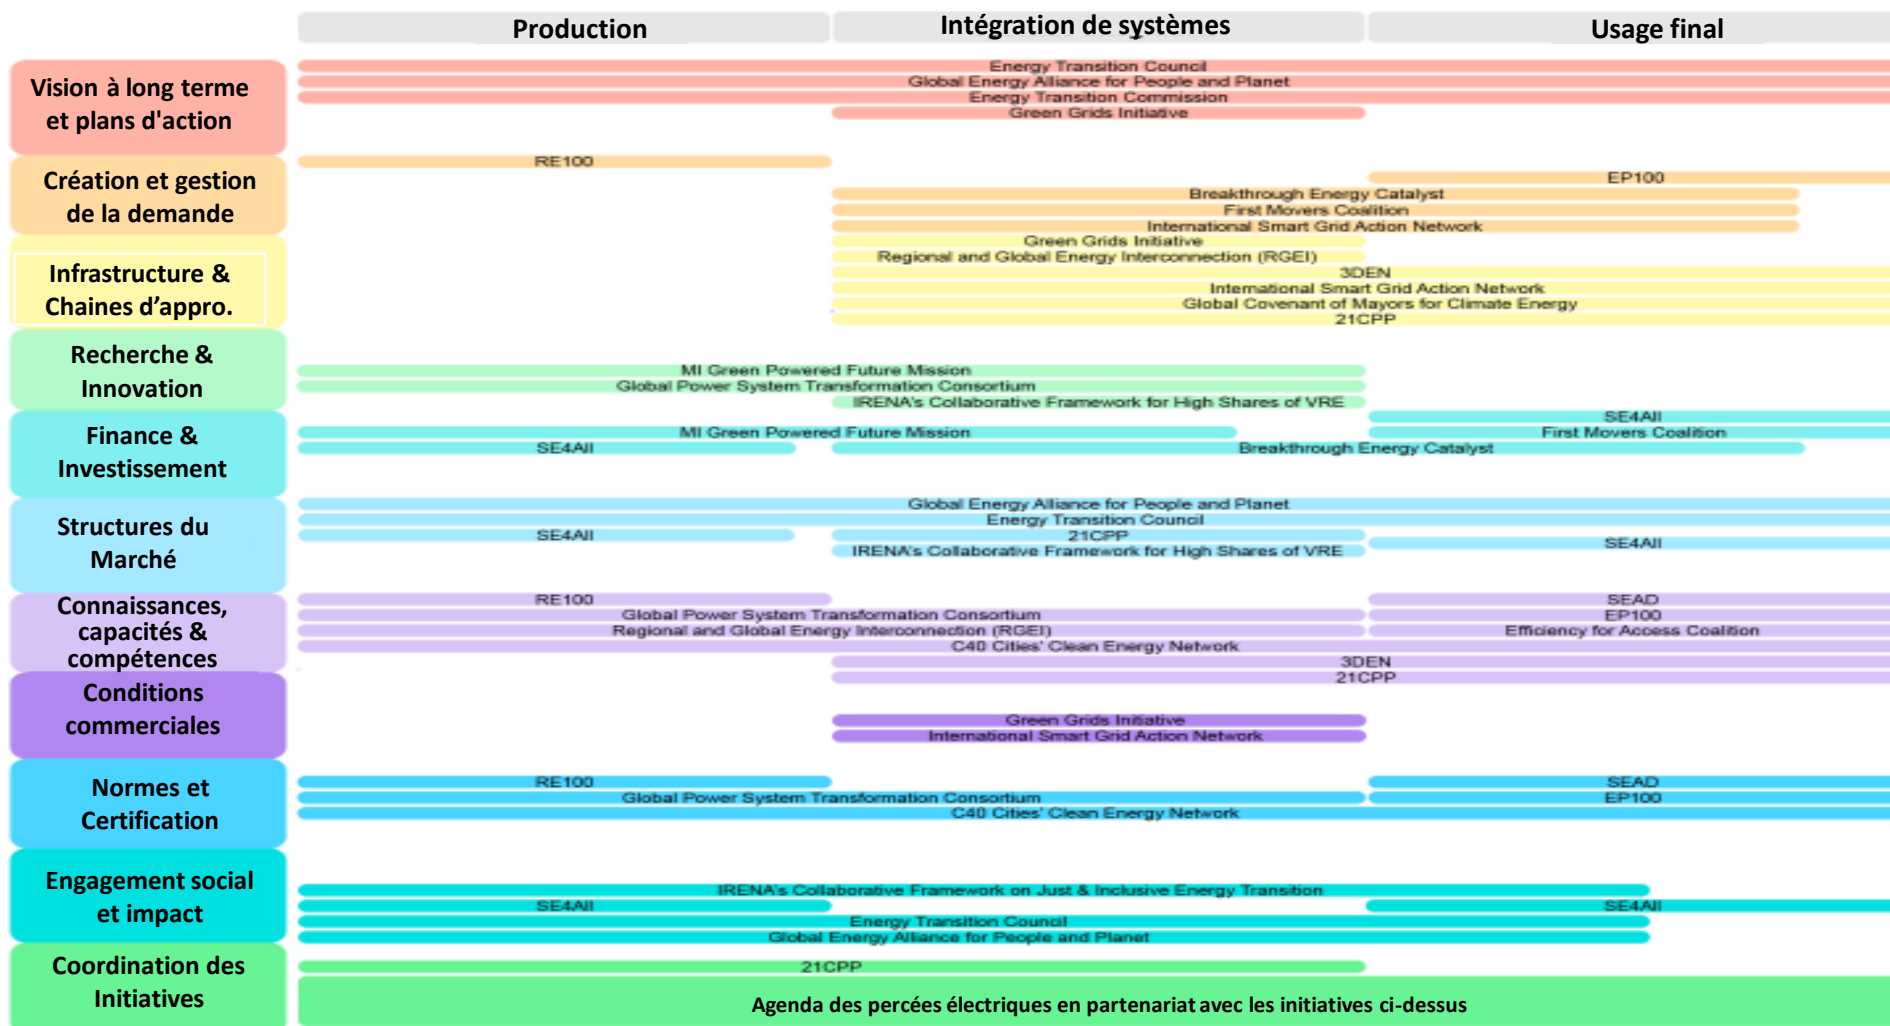 Production
Intégration de systèmes
Usage final
Vision à long terme
et plans d'action
Energy Transition Council
Global Energy Alliance for People and Planet
Energy Transition Commission
Green Grids Initiative
Création et gestion
de la demande
RE100
EP100
Breakthrough Energy Catalyst
First Movers Coalition
International Smart Grid Action Network
Infrastructure &
Chaines d’appro.
Green Grids Initiative
Regional and Global Energy Interconnection (RGEI)
3DEN
International Smart Grid Action Network
Global Covenant of Mayors for Climate Energy
21CPP
Recherche &
Innovation
MI Green Powered Future Mission
Global Power System Transformation Consortium
IRENA's Collaborative Framework for High Shares of VRE
Finance &
Investissement
SE4All
MI Green Powered Future Mission
First Movers Coalition
SE4All
Breakthrough Energy Catalyst
Structures du
Marché
Global Energy Alliance for People and Planet
Energy Transition Council
SE4All
21CPP
SE4All
IRENA's Collaborative Framework for High Shares of VRE
Connaissances,
capacités &
compétences
RE100
SEAD
Global Power System Transformation Consortium
EP100
Regional and Global Energy Interconnection (RGEI)
Efficiency for Access Coalition
C40 Cities' Clean Energy Network
3DEN
21CPP
Conditions
commerciales
Green Grids Initiative
International Smart Grid Action Network
Normes et
Certification
RE100
SEAD
Global Power System Transformation Consortium
EP100
C40 Cities' Clean Energy Network
Engagement social
et impact
IRENA's Collaborative Framework on Just & Inclusive Energy Transition
SE4All
SE4All
Energy Transition Council
Global Energy Alliance for People and Planet
Coordination des
Initiatives
21CPP
Agenda des percées électriques en partenariat avec les initiatives ci-dessus